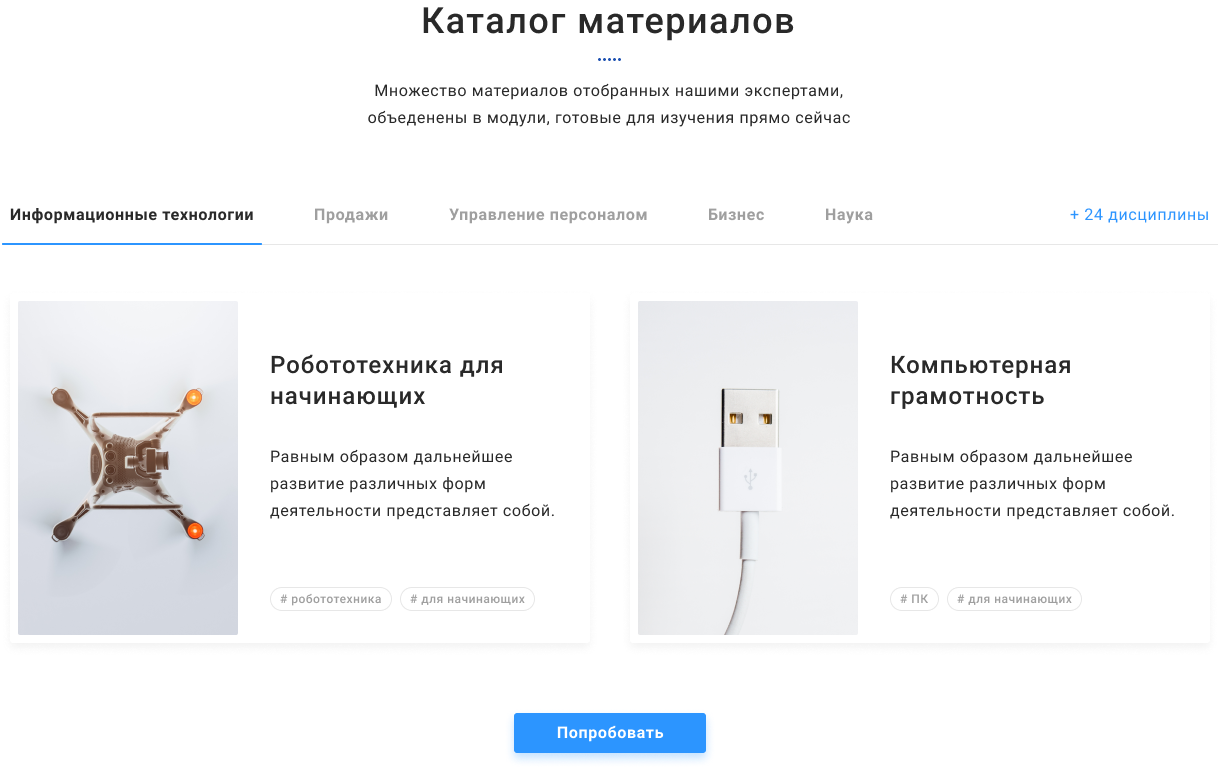 Каталог материалов
Множество материалов отобранных нашими экспертами,
объеденены в модули, готовые для изучения прямо сейчас
Информационные технологии
Продажи
Управление персоналом
Бизнес
Наука
+ 24 дисциплины
Робототехника для
начинающих
Равным образом дальнейшее
развитие различных форм
деятельности представляет собой.
# робототехника
# для начинающих
Компьютерная
грамотность
Равным образом дальнейшее
развитие различных форм
деятельности представляет собой.
# ПК
# для начинающих
Попробовать